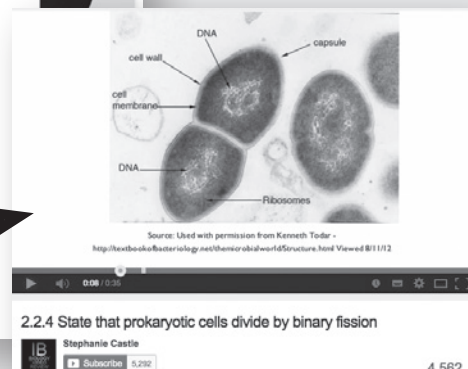 DNA
capsule
cell wall
cell
membrane
DNA
Ribosomes
Source: Used with permission from Kenneth Todar -
http://textbookofbacteriology.net/themicrobialworld/Structure.html Viewed 8/11/12
0:08 / 0:35
2.2.4 State that prokaryotic cells divide by binary fission
IB
Stephanie Castle
Subscribe 5,292
4,562